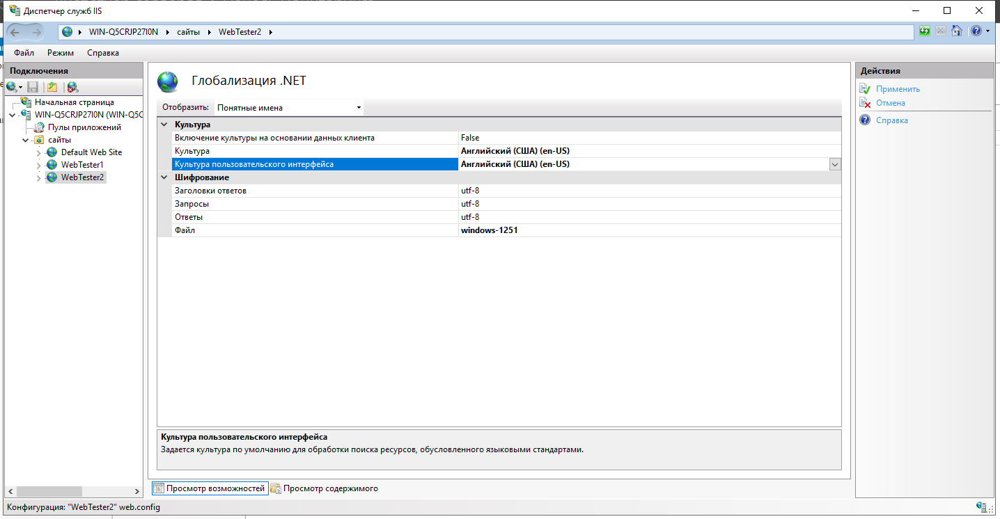 Диспетчер служб IIS
WIN-Q5CRJP27I0N сайты WebTester2
Файл Режим Справка
Подключения
Начальная страница
WIN-Q5CRJP27I0N (WIN-Q5C
Пулы приложений
сайты
Default Web Site
WebTester1
WebTester2
Глобализация .NET
Отобразить: Понятные имена
Культура
Включение культуры на основании данных клиента False
Культура Английский (США) (en-US)
Культура пользовательского интерфейса Английский (США) (en-US)
Шифрование
Заголовки ответов utf-8
Запросы utf-8
Ответы utf-8
Файл windows-1251
Культура пользовательского интерфейса
Задается культура по умолчанию для обработки поиска ресурсов, обусловленного языковыми стандартами.
Просмотр возможностей Просмотр содержимого
Действия
Применить
Отмена
Справка
Конфигурация: "WebTester2" web.config